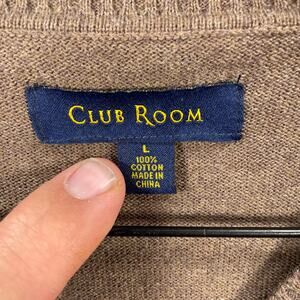 CLUB ROOM
L
100%
COTTON
MADE IN
CHINA